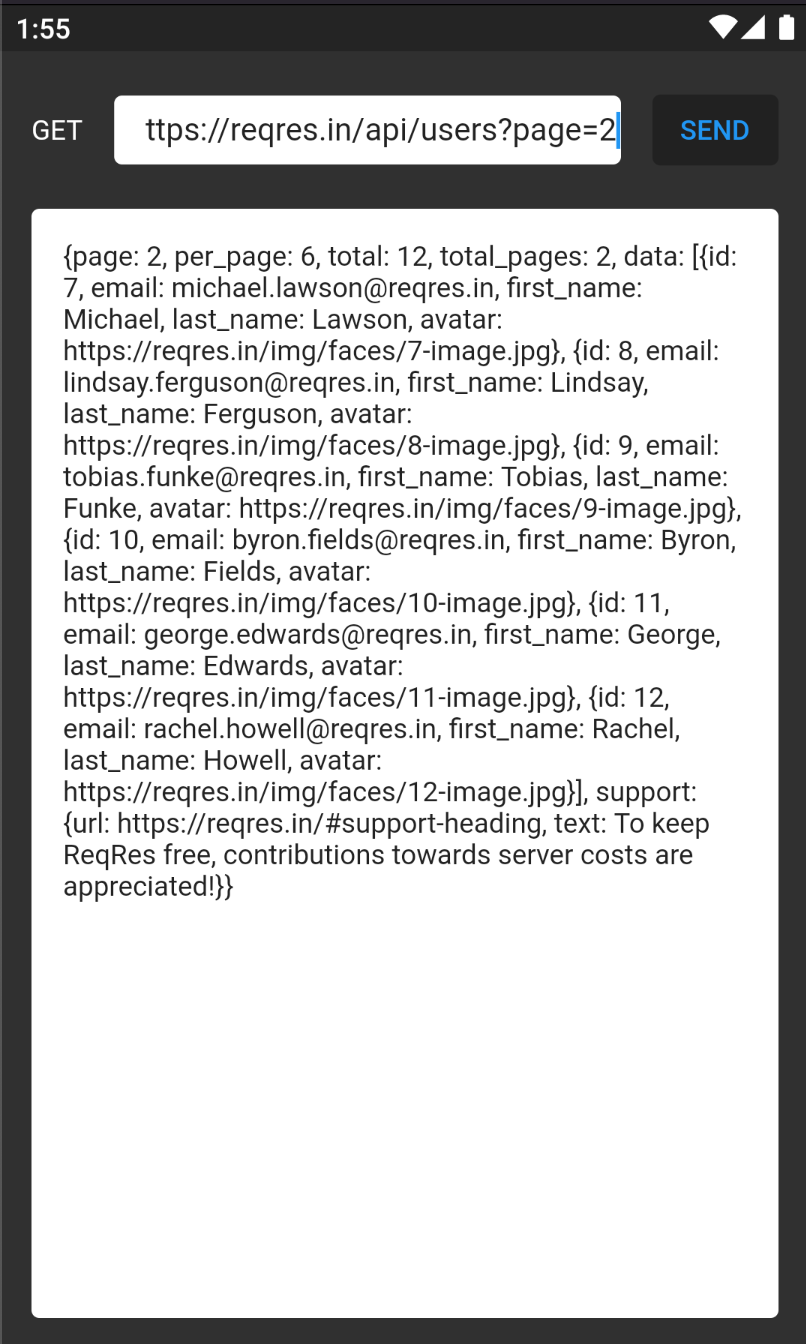 1:55
GET
ttps://reqres.in/api/users?page=2
SEND
{page: 2, per_page: 6, total: 12, total_pages: 2, data: [{id:
7, email: michael.lawson@reqres.in, first_name:
Michael, last_name: Lawson, avatar:
https://reqres.in/img/faces/7-image.jpg}, {id: 8, email:
lindsay.ferguson@reqres.in, first_name: Lindsay,
last_name: Ferguson, avatar:
https://reqres.in/img/faces/8-image.jpg}, {id: 9, email:
tobias.funke@reqres.in, first_name: Tobias, last_name:
Funke, avatar: https://reqres.in/img/faces/9-image.jpg},
{id: 10, email: byron.fields@reqres.in, first_name: Byron,
last_name: Fields, avatar:
https://reqres.in/img/faces/10-image.jpg}, {id: 11,
email: george.edwards@reqres.in, first_name: George,
last_name: Edwards, avatar:
https://reqres.in/img/faces/11-image.jpg}, {id: 12,
email: rachel.howell@reqres.in, first_name: Rachel,
last_name: Howell, avatar:
https://reqres.in/img/faces/12-image.jpg}], support:
{url: https://reqres.in/#support-heading, text: To keep
ReqRes free, contributions towards server costs are
appreciated!}}